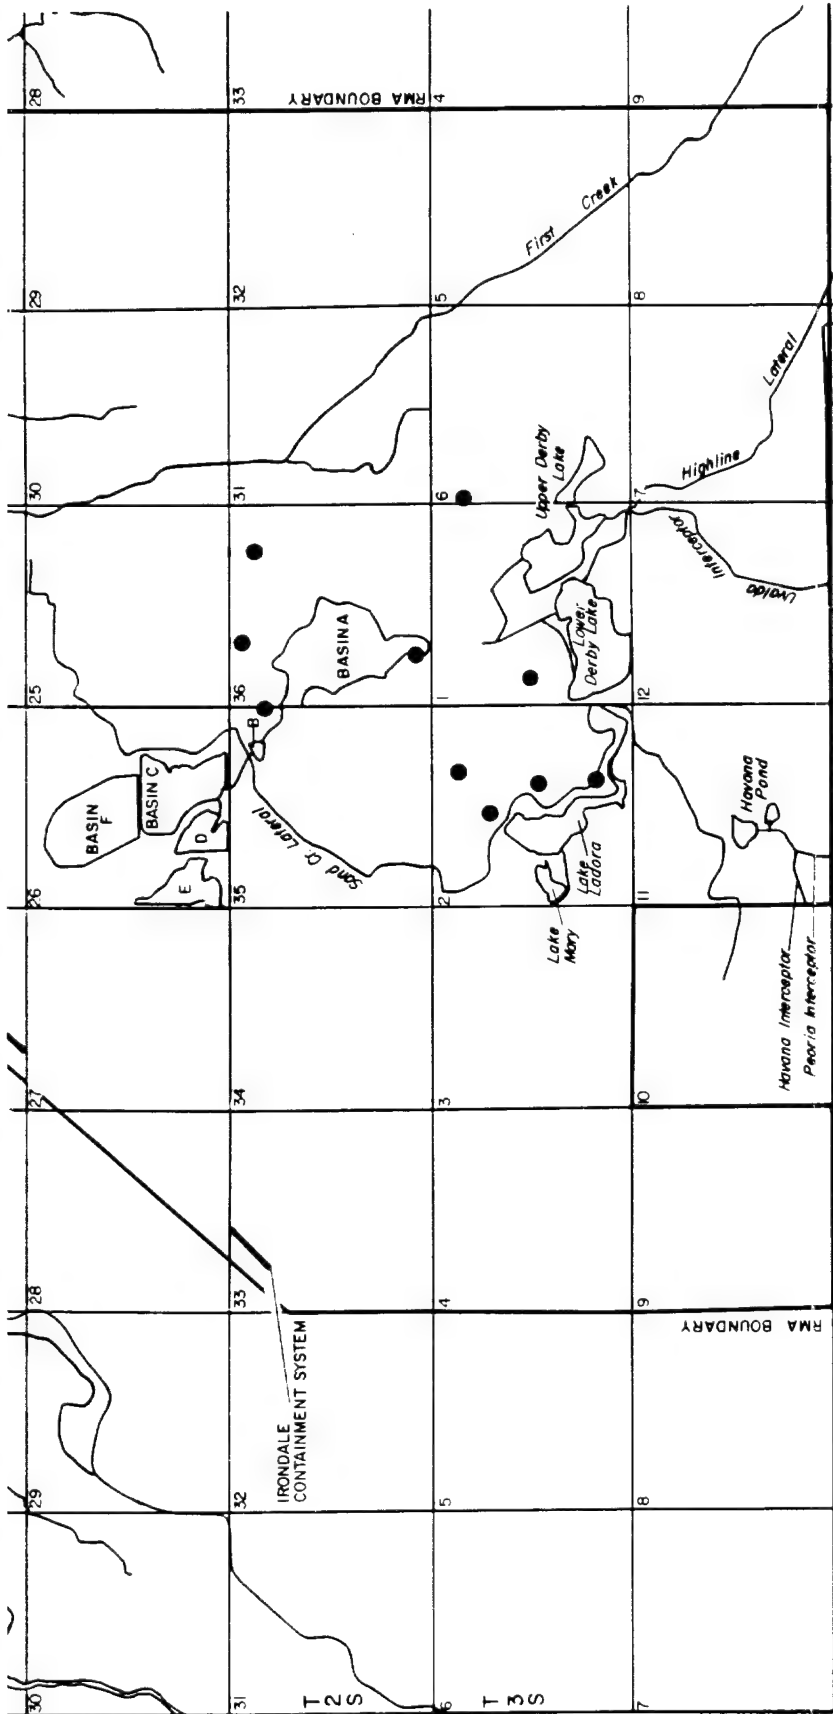 30 29 28 27 26 25 30 29 28
BASIN
F
BASIN C
E
D
31 32 33 34 35 36 31 32 33
B
Sand Cr. Lateral
IRONDALE
CONTAINMENT SYSTEM
BASIN A
RMA BOUNDARY
T
2
S
6 5 4 3 2 1 6 5 4
T
3
S
First Creek
Upper Derby
Lake
Lower
Derby Lake
Lake
Mary
Lake
Ladora
7 8 9 10 11 12 7 8 9
RMA BOUNDARY
Highline Lateral
Uvalda Interceptor
Havana
Pond
Havana Interceptor
Peoria Interceptor